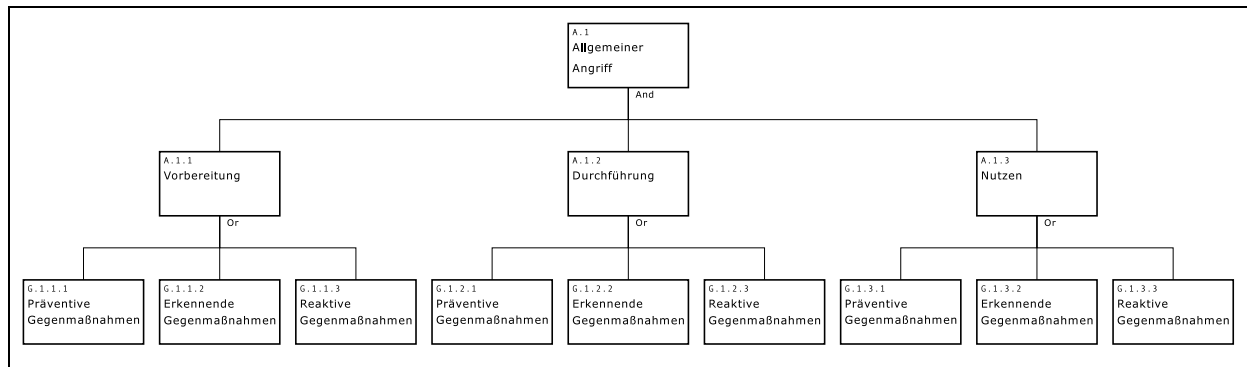 A.1
Allgemeiner
Angriff
And
A.1.1
Vorbereitung
Or
A.1.2
Durchführung
Or
A.1.3
Nutzen
Or
G.1.1.1
Präventive
Gegenmaßnahmen
G.1.1.2
Erkennende
Gegenmaßnahmen
G.1.1.3
Reaktive
Gegenmaßnahmen
G.1.2.1
Präventive
Gegenmaßnahmen
G.1.2.2
Erkennende
Gegenmaßnahmen
G.1.2.3
Reaktive
Gegenmaßnahmen
G.1.3.1
Präventive
Gegenmaßnahmen
G.1.3.2
Erkennende
Gegenmaßnahmen
G.1.3.3
Reaktive
Gegenmaßnahmen